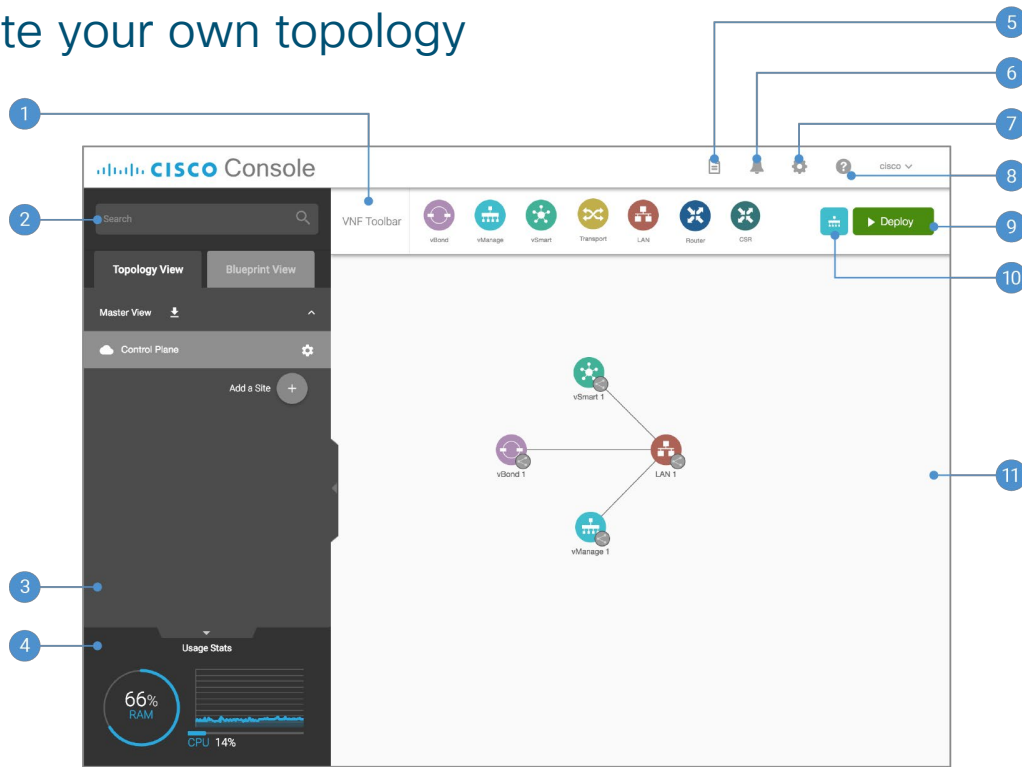 te your own topology
5
6
1
7
CISCO Console
cisco
8
2
Search
VNF Toolbar
vBond
vManage
vSmart
Transport
LAN
Router
CSR
Deploy
9
10
Topology View
Blueprint View
Master View
Control Plane
Add a Site
vSmart 1
vBond 1
LAN 1
11
vManage 1
3
4
Usage Stats
66%
RAM
CPU 14%